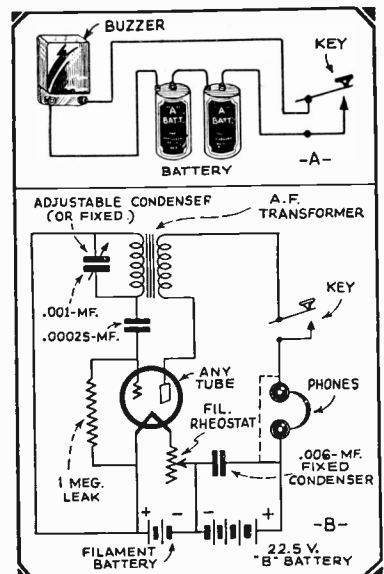 BUZZER
KEY
"A"
BATT.
"A"
BATT.
BATTERY
-A-
ADJUSTABLE CONDENSER
(OR FIXED.)
A.F.
TRANSFORMER
.001-MF.
.00025-MF.
KEY
ANY
TUBE
PHONES
FIL.
RHEOSTAT
1 MEG.
LEAK
.006-MF.
FIXED
CONDENSER
+ - - +
-B-
FILAMENT
BATTERY
22.5 V.
"B" BATTERY